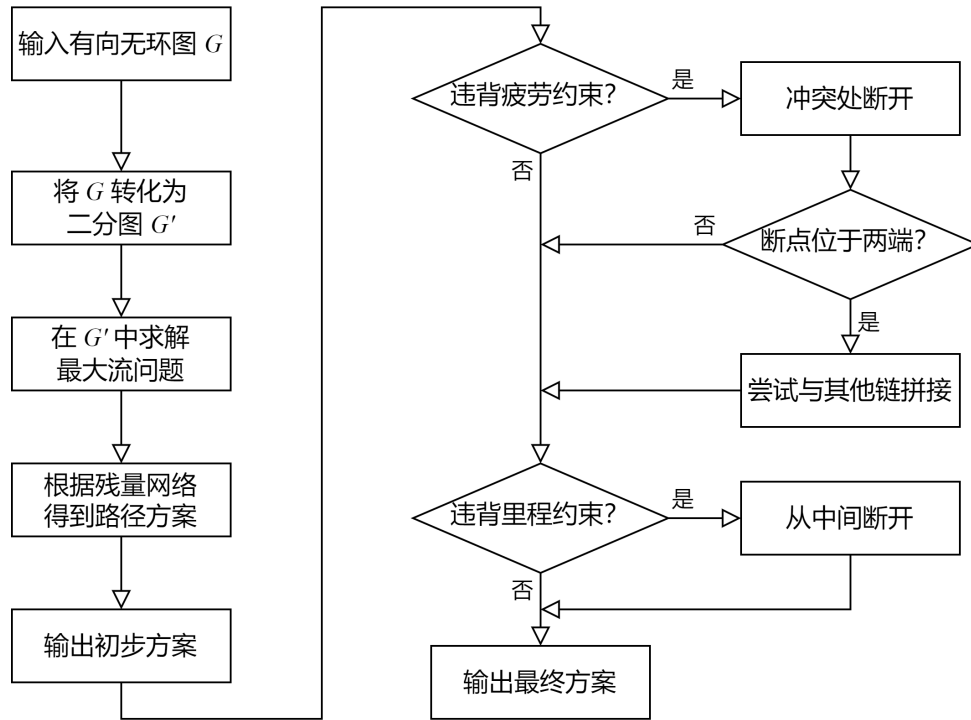 输入有向无环图 G
将 G 转化为
二分图 G′
在 G′ 中求解
最大流问题
根据残量网络
得到路径方案
输出初步方案
违背疲劳约束？
是
冲突处断开
否
断点位于两端？
否
是
尝试与其他链拼接
违背里程约束？
是
从中间断开
否
输出最终方案